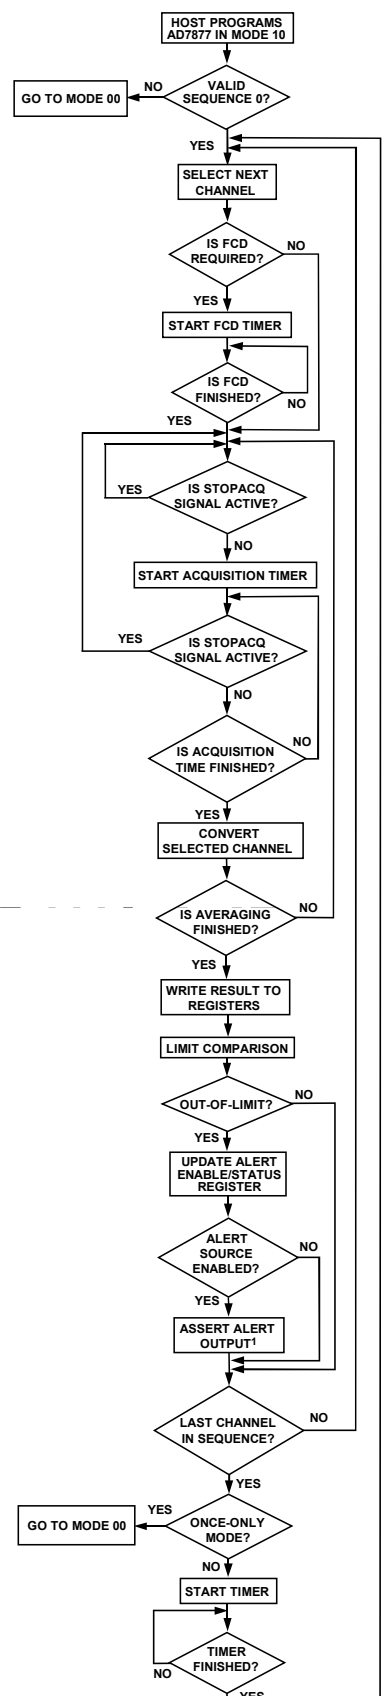 HOST PROGRAMS
AD7877 IN MODE 10
VALID
SEQUENCE 0?
NO
GO TO MODE 00
YES
SELECT NEXT
CHANNEL
IS FCD
REQUIRED?
NO
YES
START FCD TIMER
IS FCD
FINISHED?
NO
YES
IS STOPACQ
SIGNAL ACTIVE?
YES
NO
START ACQUISITION TIMER
IS STOPACQ
SIGNAL ACTIVE?
YES
NO
IS ACQUISITION
TIME FINISHED?
NO
YES
CONVERT
SELECTED CHANNEL
IS AVERAGING
FINISHED?
NO
YES
WRITE RESULT TO
REGISTERS
LIMIT COMPARISON
OUT-OF-LIMIT?
NO
YES
UPDATE ALERT
ENABLE/STATUS
REGISTER
ALERT
SOURCE
ENABLED?
NO
YES
ASSERT ALERT
OUTPUT1
LAST CHANNEL
IN SEQUENCE?
NO
YES
ONCE-ONLY
MODE?
YES
GO TO MODE 00
NO
START TIMER
TIMER
FINISHED?
NO
YES